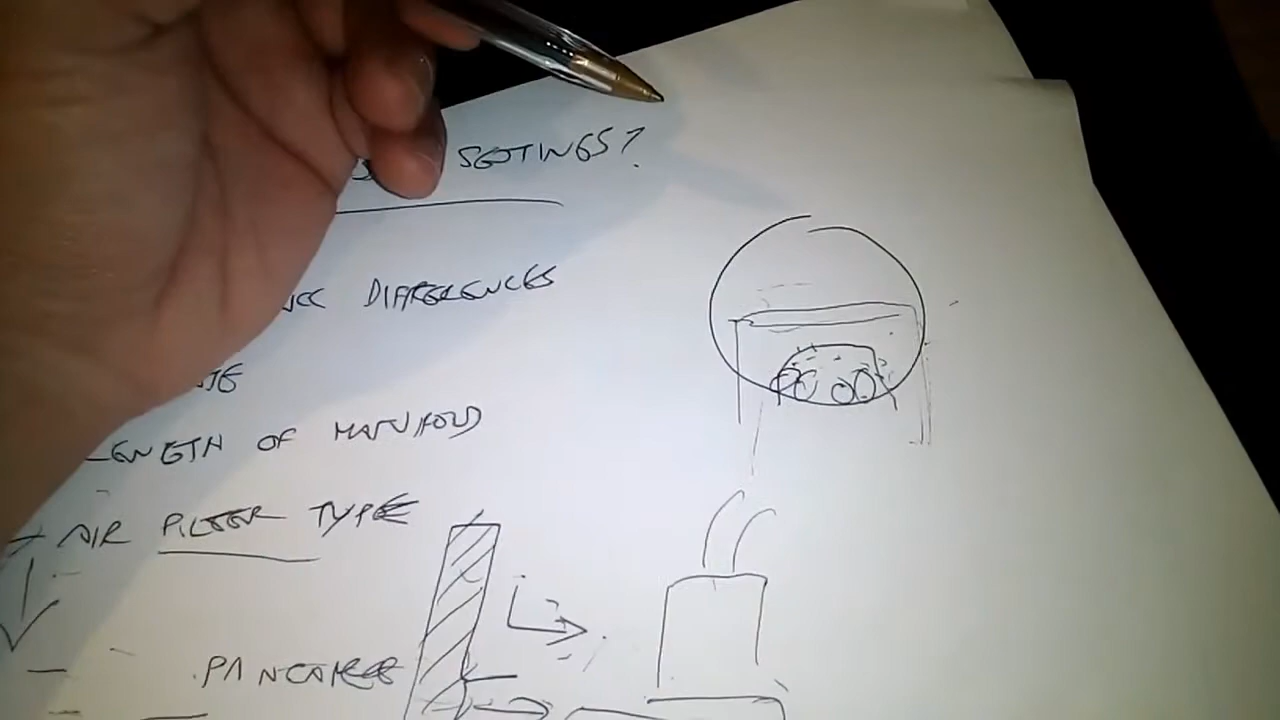 SETTINGS?
DIFFERENCES
LENGTH OF MANIFOLD
AIR FILTER TYPE
PANCAKE